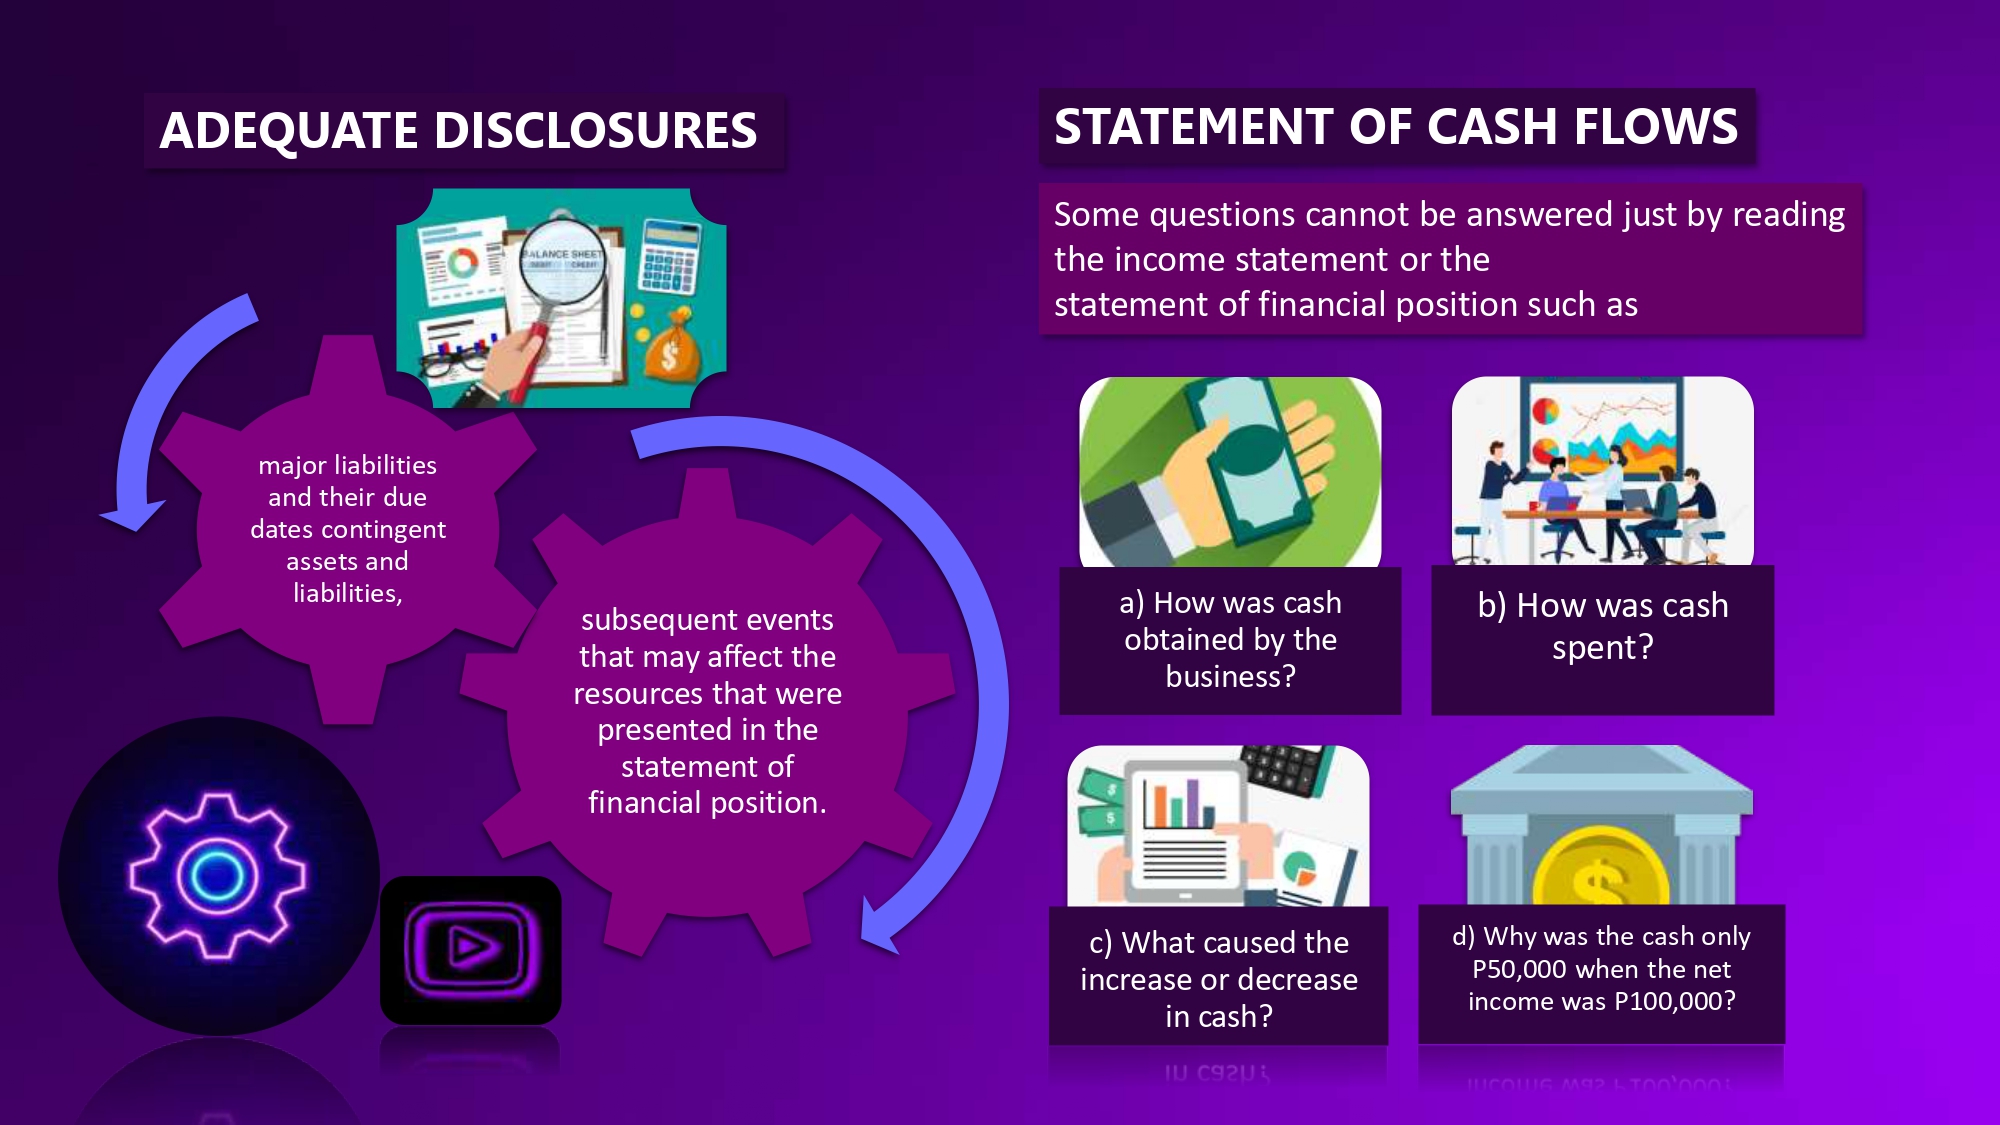 ADEQUATE DISCLOSURES
BALANCE SHEET
DEBIT CREDIT
$
major liabilities
and their due
dates contingent
assets and
liabilities,
subsequent events
that may affect the
resources that were
presented in the
statement of
financial position.
STATEMENT OF CASH FLOWS
Some questions cannot be answered just by reading
the income statement or the
statement of financial position such as
a) How was cash
obtained by the
business?
b) How was cash
spent?
$
$
c) What caused the
increase or decrease
in cash?
$
d) Why was the cash only
P50,000 when the net
income was P100,000?